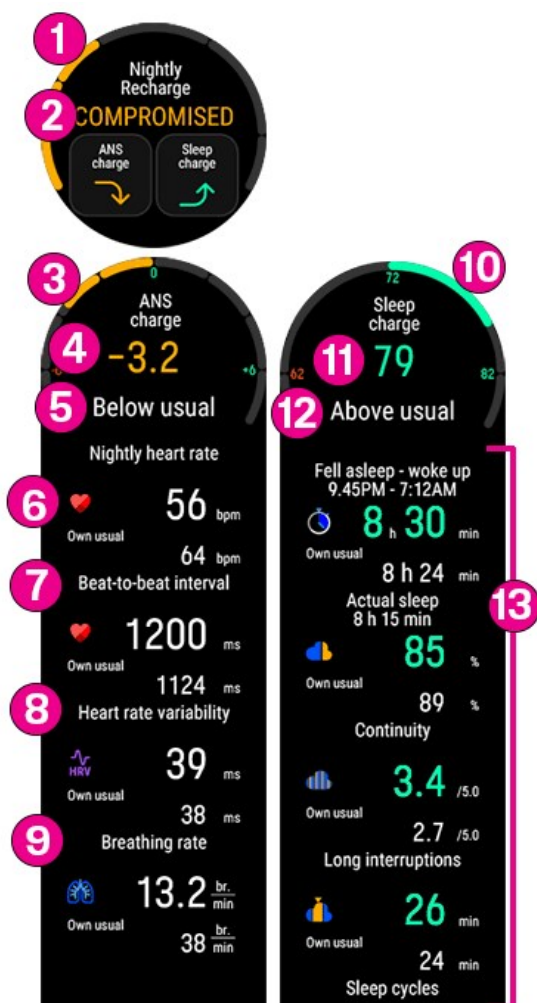 1
Nightly
Recharge
2
COMPROMISED
ANS
charge
Sleep
charge
3
0
ANS
charge
4
-3.2
+6
5
Below usual
Nightly heart rate
6
56 bpm
Own usual
64 bpm
7
Beat-to-beat interval
1200 ms
Own usual
1124 ms
8
Heart rate variability
HRV
39 ms
Own usual
38 ms
9
Breathing rate
13.2 br.
min
Own usual
38 br.
min
10
72
Sleep
charge
11
79
62
82
12
Above usual
Fell asleep - woke up
9.45PM - 7:12AM
8 h 30 min
Own usual
8 h 24 min
13
Actual sleep
8 h 15 min
85 %
Own usual
89 %
Continuity
3.4 /5.0
Own usual
2.7 /5.0
Long interruptions
26 min
Own usual
24 min
Sleep cycles